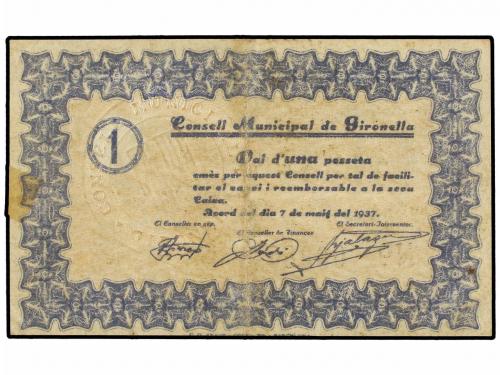 1
Consell Municipal de Gironella
Val d'una pesseta
emès per aquest Consell per tal de facili-
tar el canvi i reemborsable a la seva
Caixa.
Acord del dia 7 de maig del 1937.
El Conseller en cap, El Conseller de Finances El Secretari-Interventor,